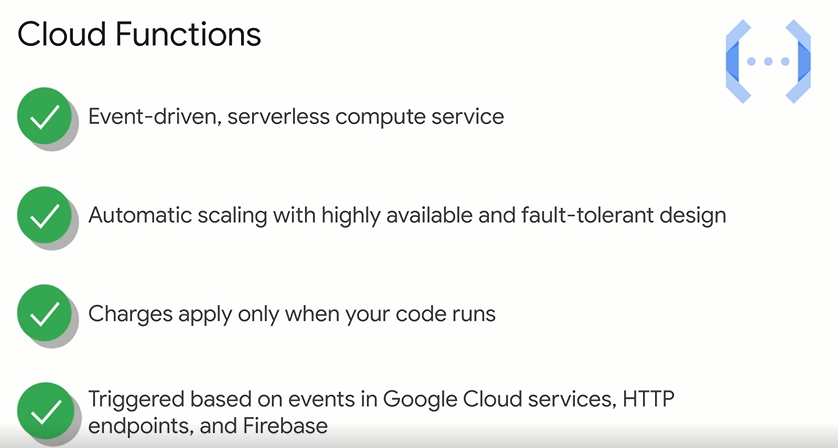 Cloud Functions
Event-driven, serverless compute service
Automatic scaling with highly available and fault-tolerant design
Charges apply only when your code runs
Triggered based on events in Google Cloud services, HTTP
endpoints, and Firebase